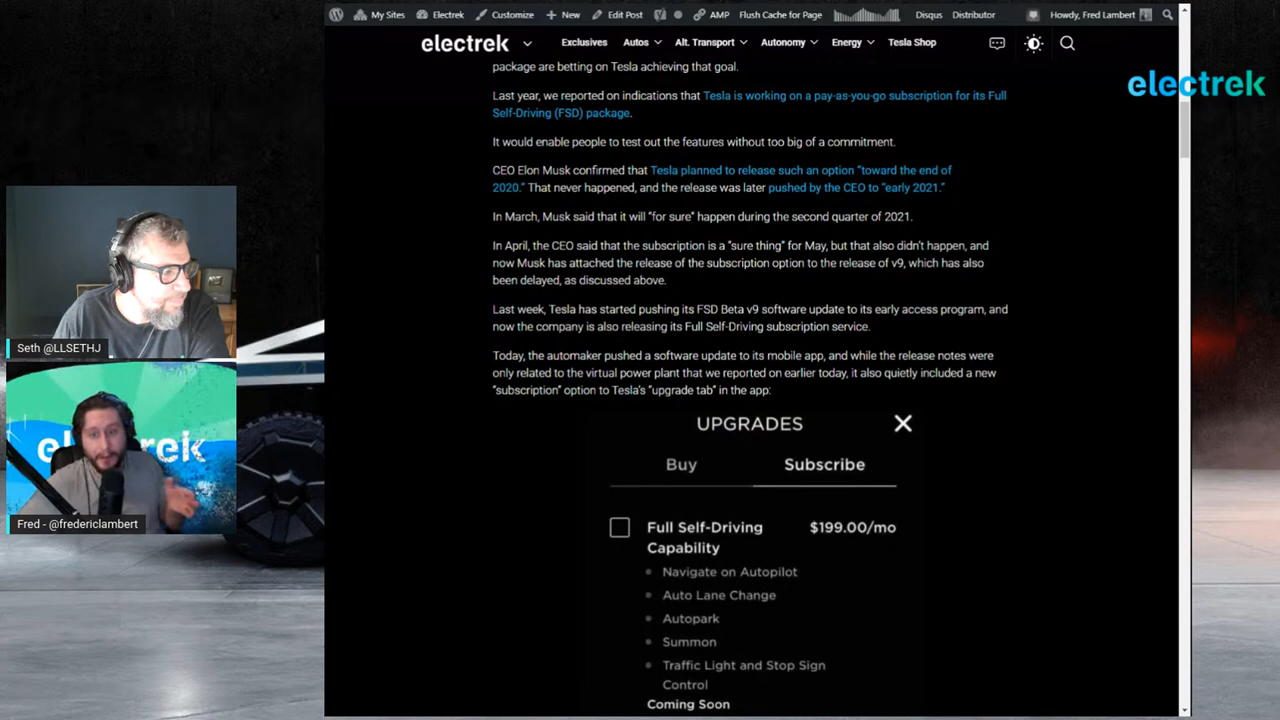 My Sites Electrek Customize + New Edit Post AMP Flush Cache for Page Disqus Distributor Howdy, Fred Lambert
electrek Exclusives Autos Alt. Transport Autonomy Energy Tesla Shop
electrek
package are betting on Tesla achieving that goal.
Last year, we reported on indications that Tesla is working on a pay-as-you-go subscription for its Full
Self-Driving (FSD) package.
It would enable people to test out the features without too big of a commitment.
CEO Elon Musk confirmed that Tesla planned to release such an option “toward the end of
2020.” That never happened, and the release was later pushed by the CEO to “early 2021.”
In March, Musk said that it will “for sure” happen during the second quarter of 2021.
In April, the CEO said that the subscription is a “sure thing” for May, but that also didn’t happen, and
now Musk has attached the release of the subscription option to the release of v9, which has also
been delayed, as discussed above.
Last week, Tesla has started pushing its FSD Beta v9 software update to its early access program, and
now the company is also releasing its Full Self-Driving subscription service.
Today, the automaker pushed a software update to its mobile app, and while the release notes were
only related to the virtual power plant that we reported on earlier today, it also quietly included a new
“subscription” option to Tesla’s “upgrade tab” in the app:
UPGRADES
Buy Subscribe
Full Self-Driving $199.00/mo
Capability
Navigate on Autopilot
Auto Lane Change
Autopark
Summon
Traffic Light and Stop Sign
Control
Coming Soon
Seth @LLSETHJ
Fred - @fredericlambert